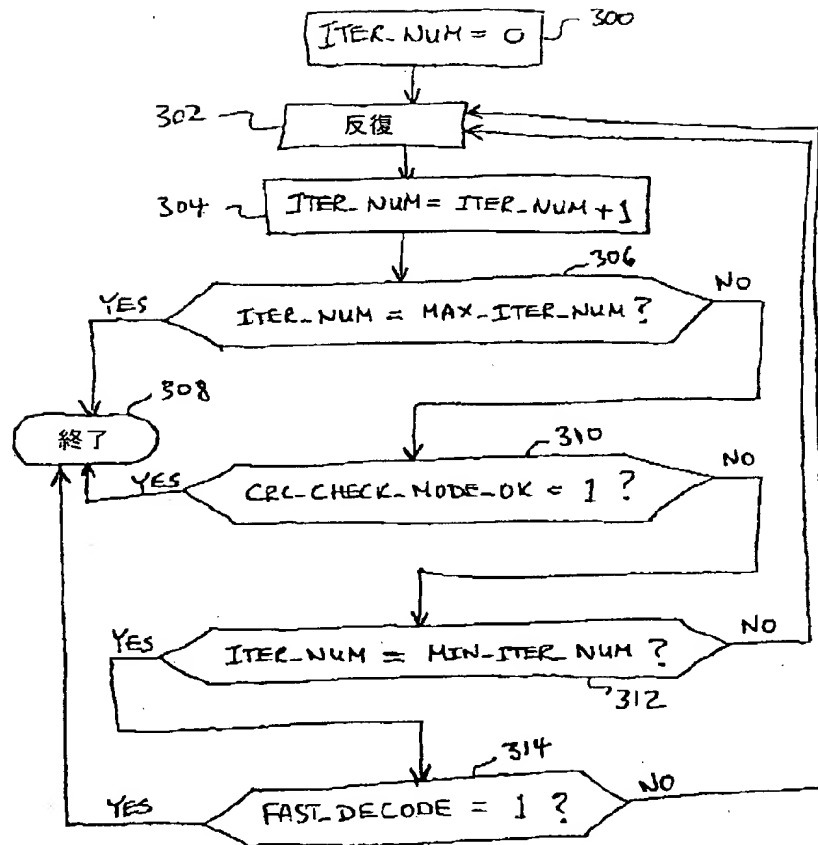 ITER_NUM = 0
300
302
反復
304
ITER_NUM = ITER_NUM + 1
306
YES
ITER_NUM = MAX_ITER_NUM ?
NO
308
終了
310
YES
CRC_CHECK_MODE_OK = 1 ?
NO
YES
ITER_NUM = MIN_ITER_NUM ?
NO
312
314
YES
FAST_DECODE = 1 ?
NO